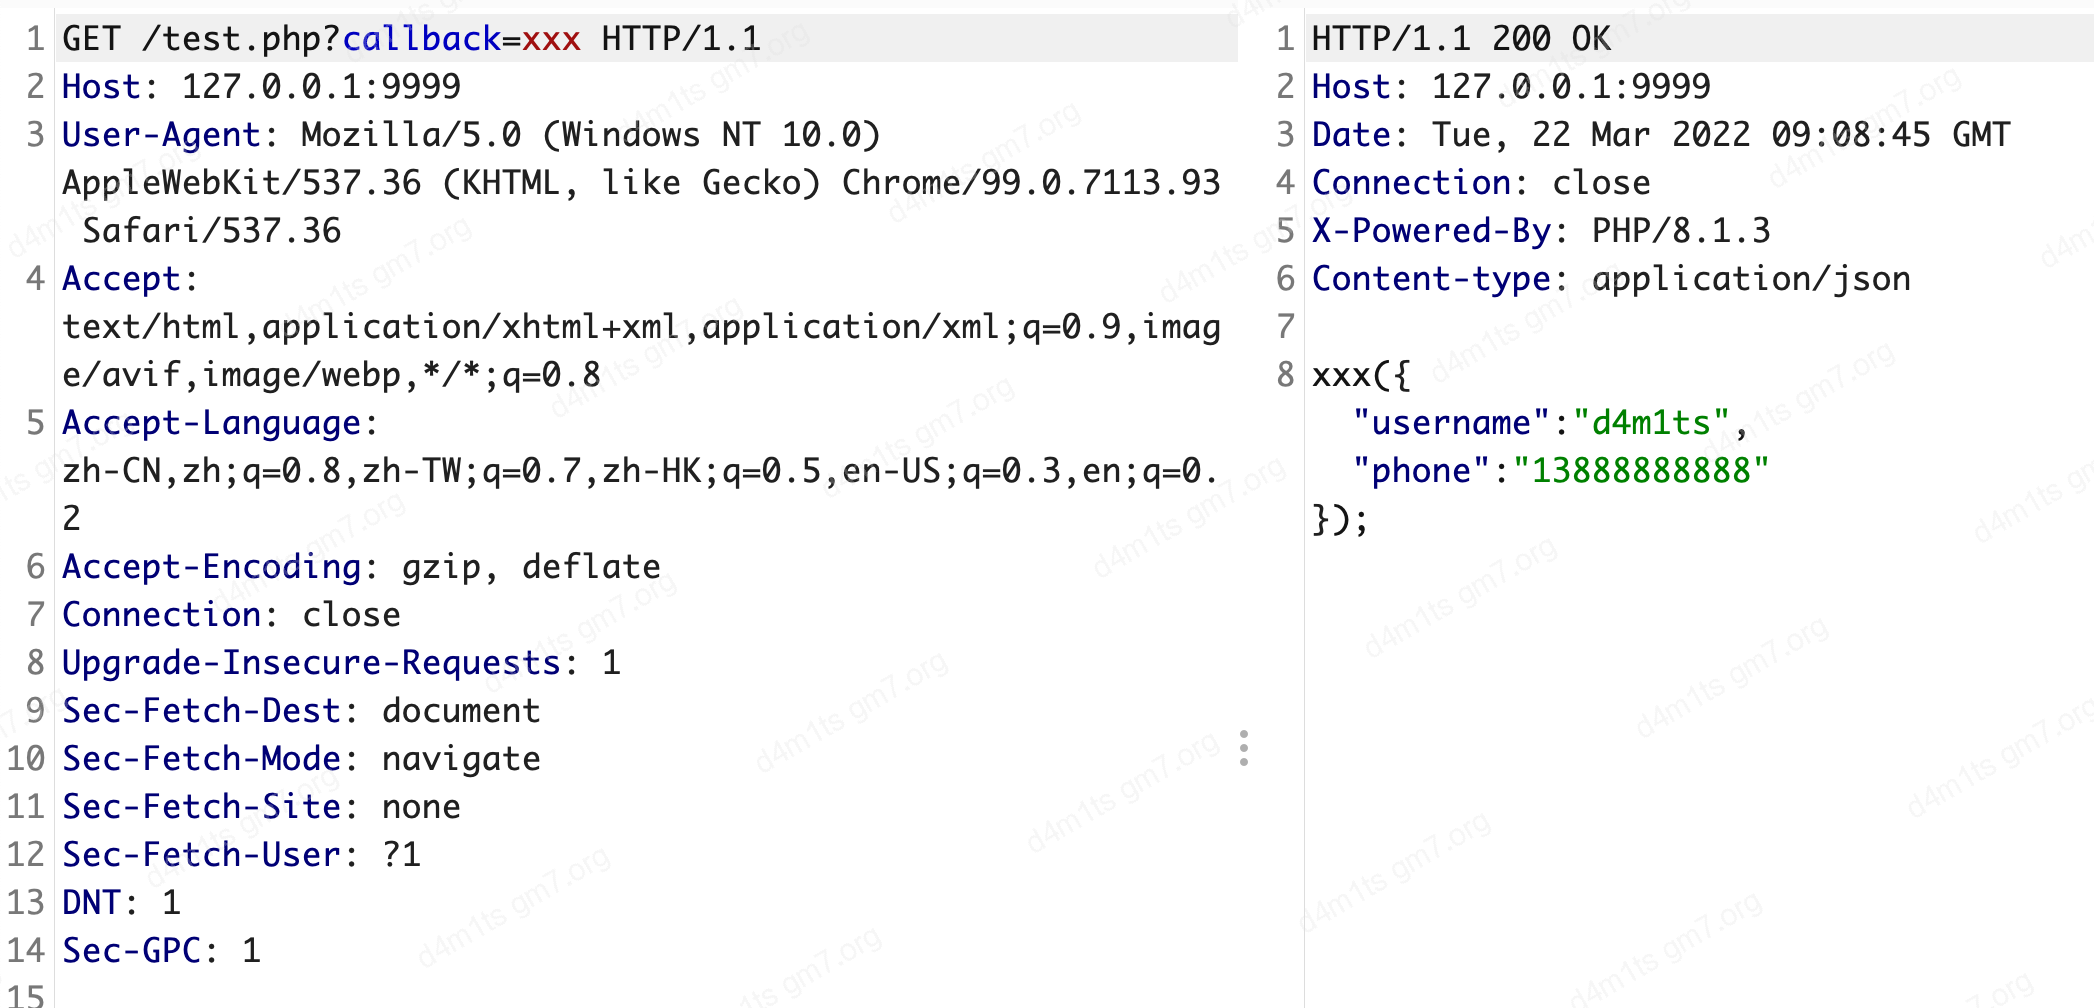 1 GET /test.php?callback=xxx HTTP/1.1
2 Host: 127.0.0.1:9999
3 User-Agent: Mozilla/5.0 (Windows NT 10.0)
AppleWebKit/537.36 (KHTML, like Gecko) Chrome/99.0.7113.93
Safari/537.36
4 Accept:
text/html,application/xhtml+xml,application/xml;q=0.9,imag
e/avif,image/webp,*/*;q=0.8
5 Accept-Language:
zh-CN,zh;q=0.8,zh-TW;q=0.7,zh-HK;q=0.5,en-US;q=0.3,en;q=0.
2
6 Accept-Encoding: gzip, deflate
7 Connection: close
8 Upgrade-Insecure-Requests: 1
9 Sec-Fetch-Dest: document
10 Sec-Fetch-Mode: navigate
11 Sec-Fetch-Site: none
12 Sec-Fetch-User: ?1
13 DNT: 1
14 Sec-GPC: 1
15
1 HTTP/1.1 200 OK
2 Host: 127.0.0.1:9999
3 Date: Tue, 22 Mar 2022 09:08:45 GMT
4 Connection: close
5 X-Powered-By: PHP/8.1.3
6 Content-type: application/json
7
8 xxx({
"username":"d4m1ts",
"phone":"13888888888"
});
d4m1ts gm7.org